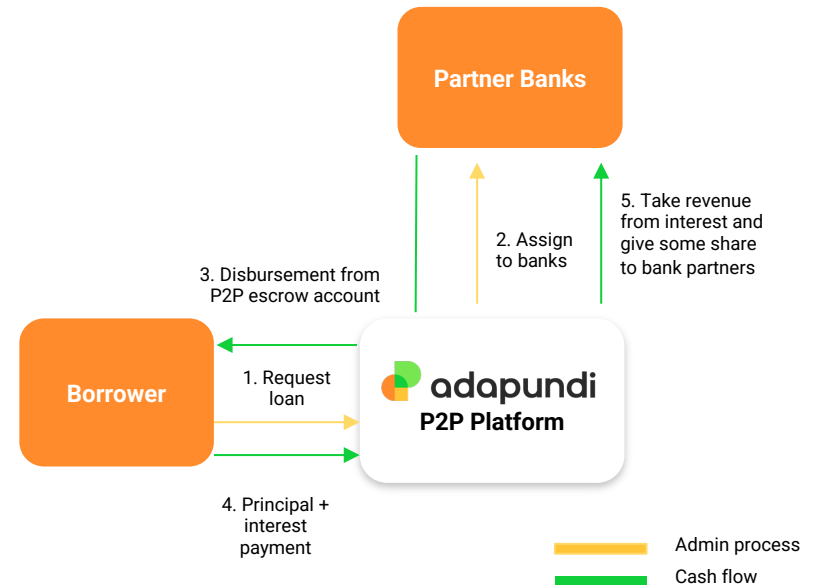 Partner Banks
5. Take revenue
from interest and
give some share
to bank partners
2. Assign
to banks
3. Disbursement from
P2P escrow account
Borrower
1. Request
loan
adapundi
P2P Platform
4. Principal +
interest
payment
Admin process
Cash flow